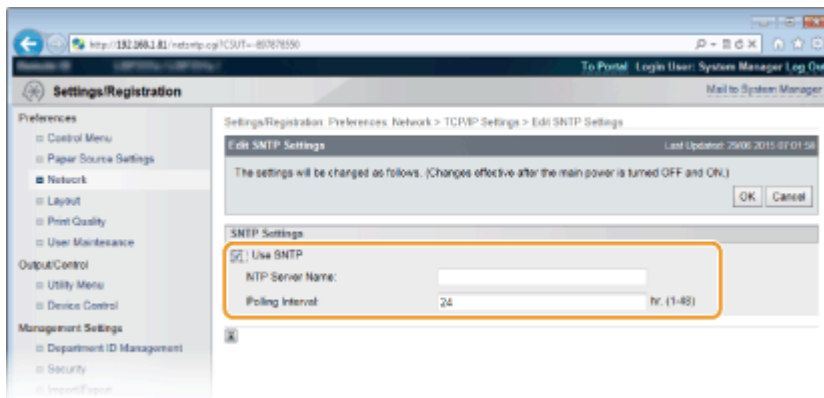 http://192.168.1.81/netsntp.cgi?CSUT=-897878550
To Portal Login User: System Manager Log Out
Settings/Registration
Mail to System Manager
Preferences
Settings/Registration: Preferences: Network > TCP/IP Settings > Edit SNTP Settings
Control Menu
Edit SNTP Settings
Last Updated: 29/06 2015 07:01:58
Paper Source Settings
The settings will be changed as follows. (Changes effective after the main power is turned OFF and ON.)
Network
OK Cancel
Layout
Print Quality
SNTP Settings
User Maintenance
Use SNTP
Output/Control
NTP Server Name:
Utility Menu
Polling Interval: 24 hr. (1-48)
Device Control
Management Settings
Department ID Management
Security
Import/Export